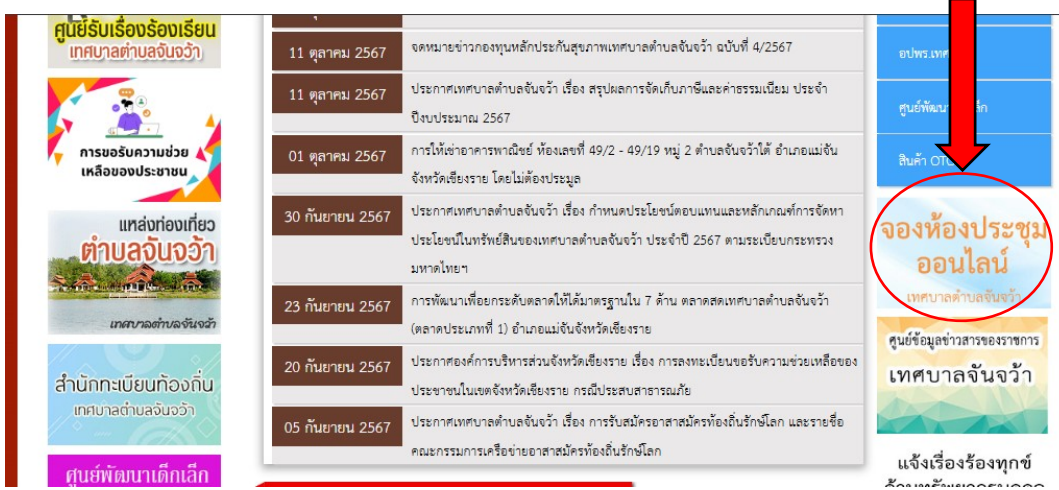 ศูนย์รับเรื่องร้องเรียน
เทศบาลตำบลจันจว้า
การขอรับความช่วย
เหลือของประชาชน
แหล่งท่องเที่ยว
ตำบลจันจว้า
เทศบาลตำบลจันจว้า
สำนักทะเบียนท้องถิ่น
เทศบาลตำบลจันจว้า
ศูนย์พัฒนาเด็กเล็ก
11 ตุลาคม 2567
จดหมายข่าวกองทุนหลักประกันสุขภาพเทศบาลตำบลจันจว้า ฉบับที่ 4/2567
11 ตุลาคม 2567
ประกาศเทศบาลตำบลจันจว้า เรื่อง สรุปผลการจัดเก็บภาษีและค่าธรรมเนียม ประจำ
ปีงบประมาณ 2567
01 ตุลาคม 2567
การให้เช่าอาคารพาณิชย์ ห้องเลขที่ 49/2 - 49/19 หมู่ 2 ตำบลจันจว้าใต้ อำเภอแม่จัน
จังหวัดเชียงราย โดยไม่ต้องประมูล
30 กันยายน 2567
ประกาศเทศบาลตำบลจันจว้า เรื่อง กำหนดประโยชน์ตอบแทนและหลักเกณฑ์การจัดหา
ประโยชน์ในทรัพย์สินของเทศบาลตำบลจันจว้า ประจำปี 2567 ตามระเบียบกระทรวง
มหาดไทยฯ
23 กันยายน 2567
การพัฒนาเพื่อยกระดับตลาดให้ได้มาตรฐานใน 7 ด้าน ตลาดสดเทศบาลตำบลจันจว้า
(ตลาดประเภทที่ 1) อำเภอแม่จันจังหวัดเชียงราย
20 กันยายน 2567
ประกาศองค์การบริหารส่วนจังหวัดเชียงราย เรื่อง การลงทะเบียนขอรับความช่วยเหลือของ
ประชาชนในเขตจังหวัดเชียงราย กรณีประสบสาธารณภัย
05 กันยายน 2567
ประกาศเทศบาลตำบลจันจว้า เรื่อง การรับสมัครอาสาสมัครท้องถิ่นรักษ์โลก และรายชื่อ
คณะกรรมการเครือข่ายอาสาสมัครท้องถิ่นรักษ์โลก
อปพร.เทศ
ศูนย์พัฒนา
สินค้า
จองห้องประชุม
ออนไลน์
เทศบาลตำบลจันจว้า
ศูนย์ข้อมูลข่าวสารของราชการ
เทศบาลจันจว้า
แจ้งเรื่องร้องทุกข์